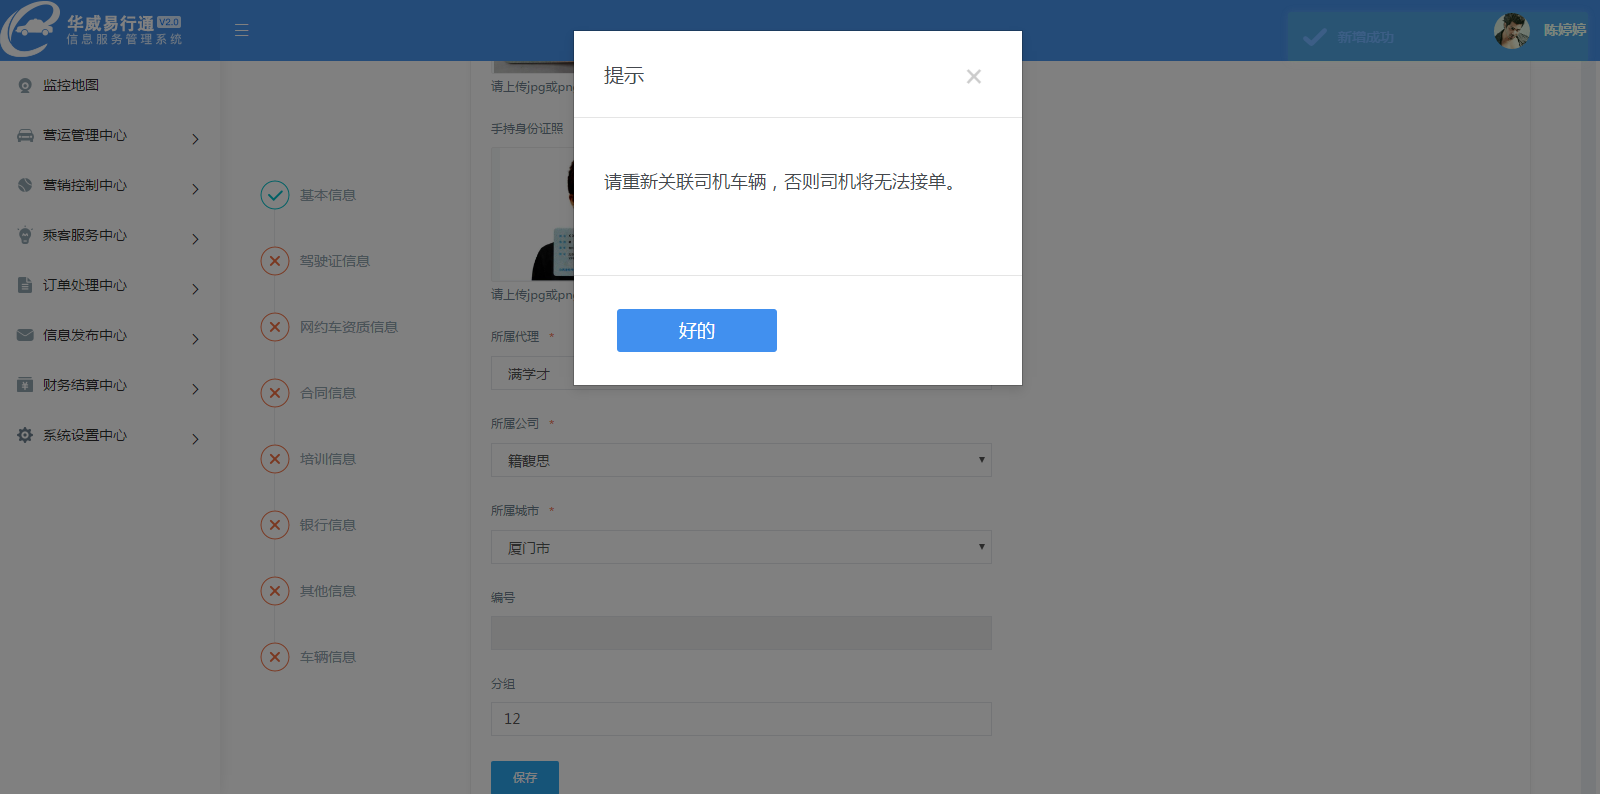 华威易行通 V2.0
信息服务管理系统
新增成功
陈婷婷
监控地图
营运管理中心
营销控制中心
乘客服务中心
订单处理中心
信息发布中心
财务结算中心
系统设置中心
基本信息
驾驶证信息
网约车资质信息
合同信息
培训信息
银行信息
其他信息
车辆信息
请上传jpg或pn
手持身份证照
请上传jpg或pn
所属代理 *
满学才
所属公司 *
籍馥思
所属城市 *
厦门市
编号
分组
12
保存
提示
请重新关联司机车辆，否则司机将无法接单。
好的